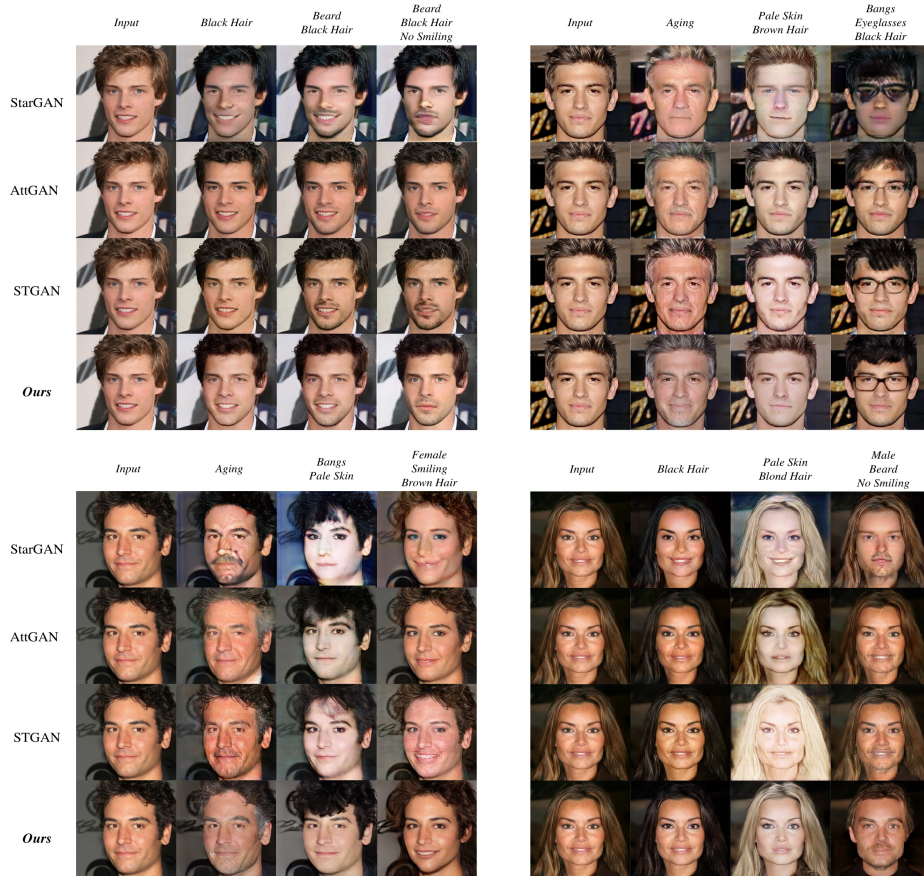 Input
Black Hair
Beard
Black Hair
Beard
Black Hair
No Smiling
Input
Aging
Pale Skin
Brown Hair
Bangs
Eyeglasses
Black Hair
StarGAN
AttGAN
STGAN
Ours
Input
Aging
Bangs
Pale Skin
Female
Smiling
Brown Hair
Input
Black Hair
Pale Skin
Blond Hair
Male
Beard
No Smiling
StarGAN
AttGAN
STGAN
Ours